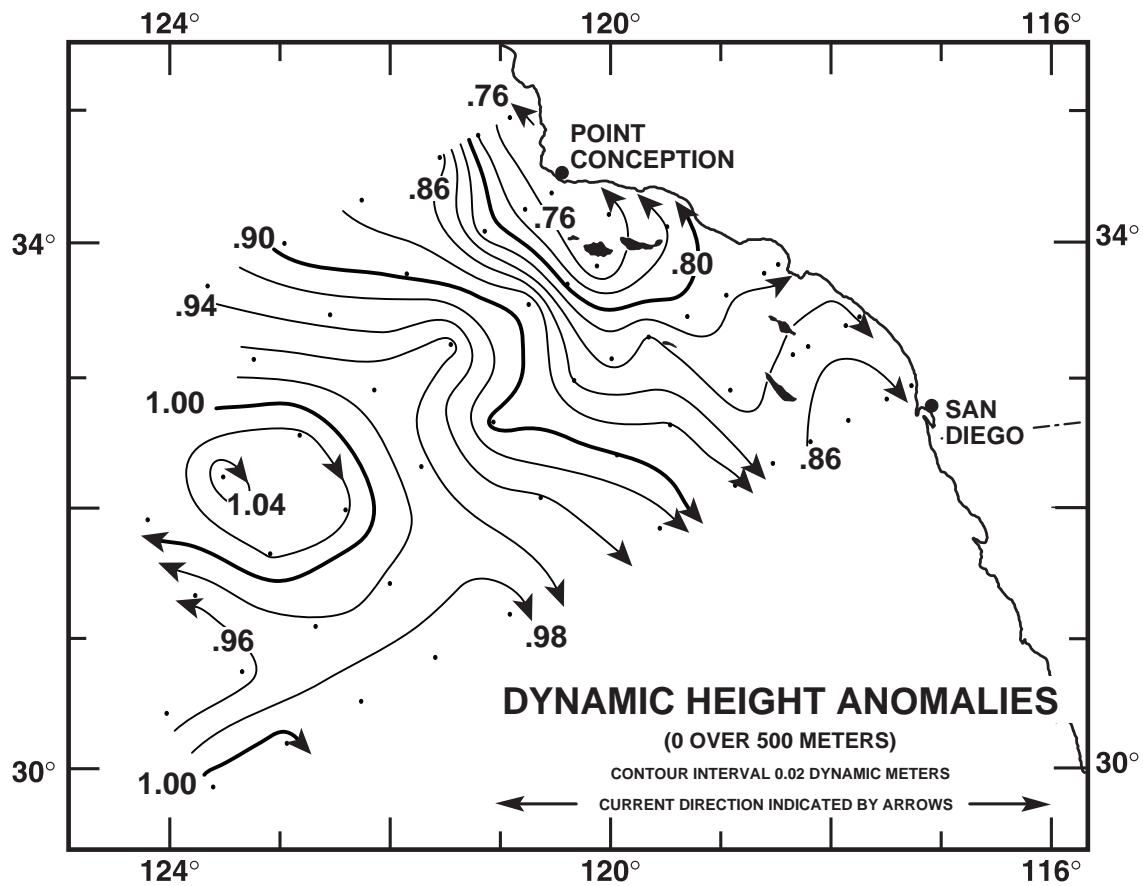 124°
120°
116°
.76
POINT
CONCEPTION
.86
.76
34°
.90
.80
34°
.94
1.00
SAN
DIEGO
.86
1.04
.96
.98
DYNAMIC HEIGHT ANOMALIES
(0 OVER 500 METERS)
30°
1.00
CONTOUR INTERVAL 0.02 DYNAMIC METERS
30°
CURRENT DIRECTION INDICATED BY ARROWS
124°
120°
116°